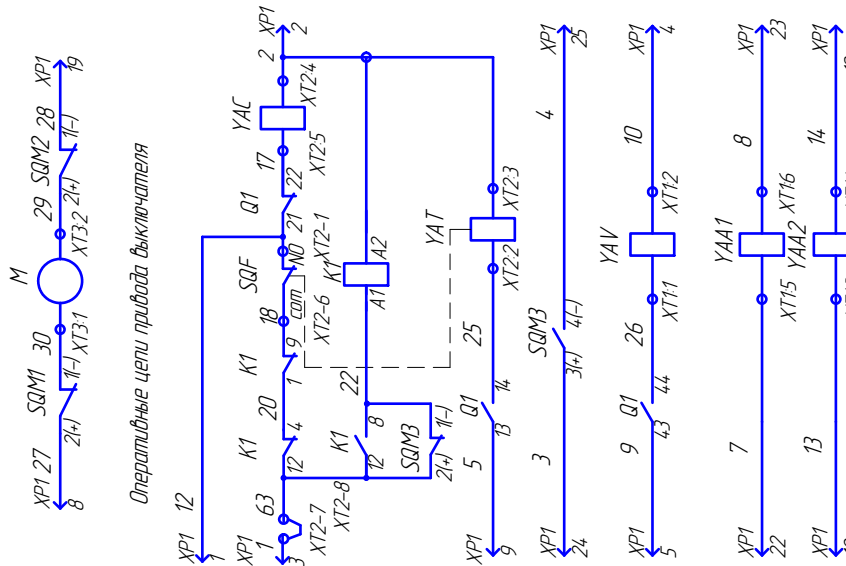 M
XP1
8
27
2(+)
SQM1
1(-)
30
XT3:1
XT3:2
29
2(+)
SQM2
1(-)
28
XP1
19
Оперативные цепи привода выключателя
XP1
1
12
XP1
3
1
XT2-7
XT2-8
63
12
K1
4
20
1
K1
9
18
XT2-6
com
SQF
NO
XT2-1
21
Q1
22
17
XT2:5
YAC
XT2:4
2
XP1
2
12
K1
8
22
A1
K1
A2
2(+)
SQM3
1(-)
XP1
9
5
13
Q1
14
25
XT2:2
YAT
XT2:3
XP1
24
3
3(+)
SQM3
4(-)
4
XP1
25
XP1
5
9
43
Q1
44
26
XT1:1
YAV
XT1:2
10
XP1
4
XP1
22
7
XT1:5
YAA1
XT1:6
8
XP1
23
XP1
13
YAA2
14
XP1